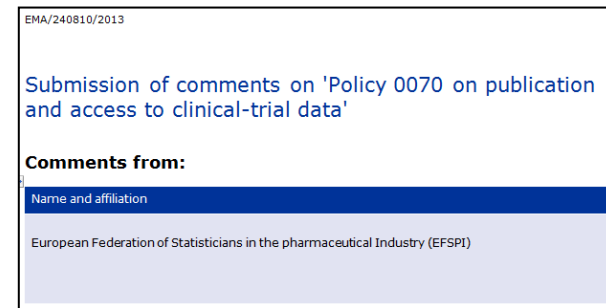 EMA/240810/2013
Submission of comments on 'Policy 0070 on publication
and access to clinical-trial data'
Comments from:
Name and affiliation
European Federation of Statisticians in the pharmaceutical Industry (EFSPI)